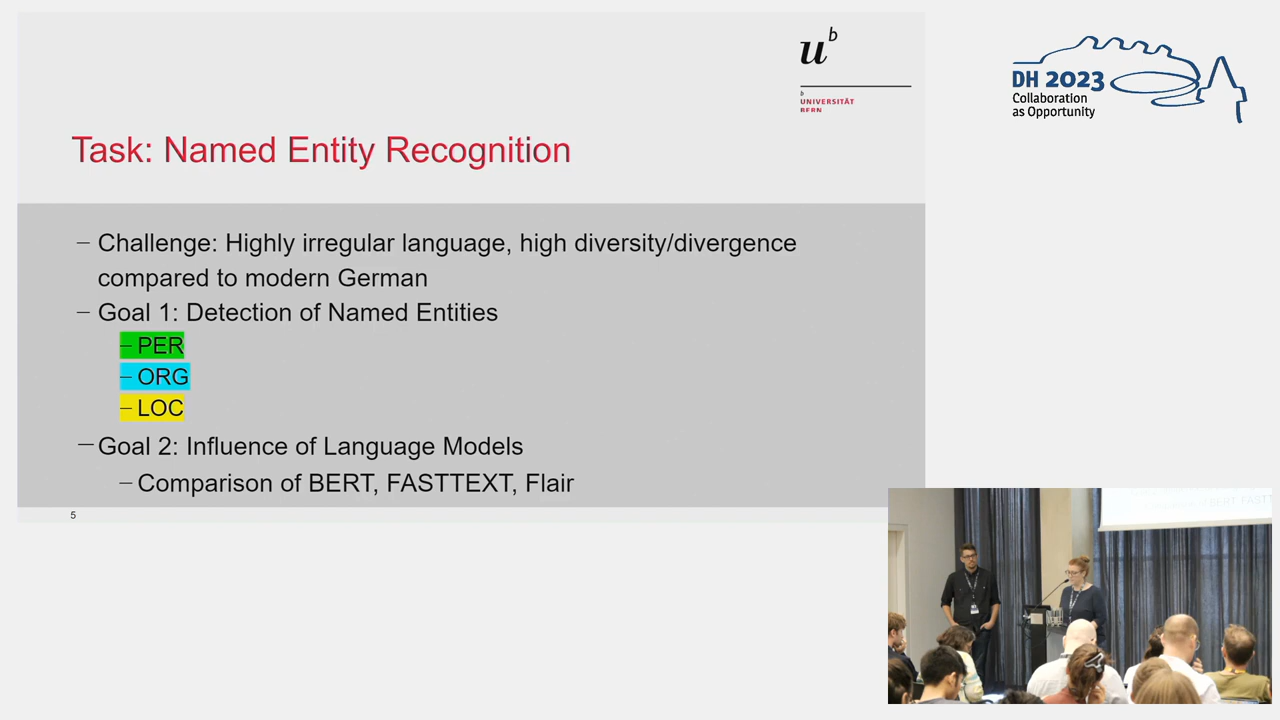 u b
b
UNIVERSITÄT
BERN
DH 2023
Collaboration
as Opportunity
Task: Named Entity Recognition
– Challenge: Highly irregular language, high diversity/divergence
compared to modern German
– Goal 1: Detection of Named Entities
– PER
– ORG
– LOC
– Goal 2: Influence of Language Models
– Comparison of BERT, FASTTEXT, Flair
5